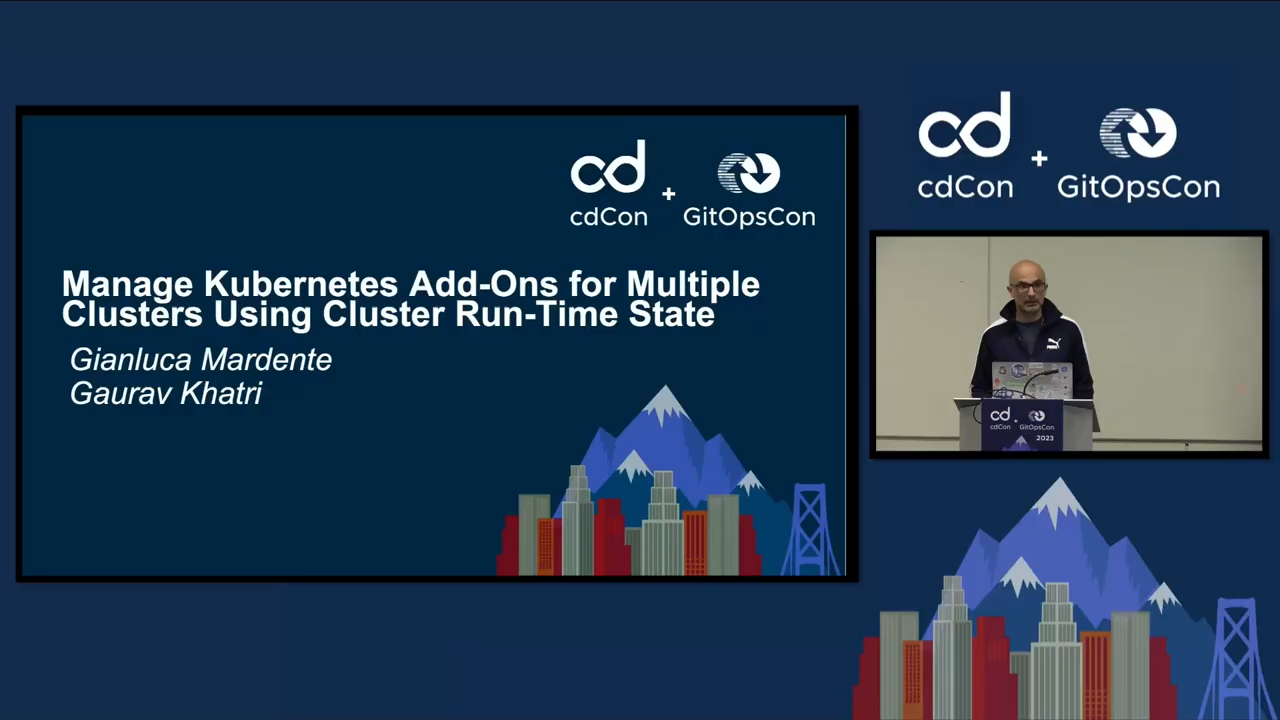 cd
cdCon
+
GitOpsCon
Manage Kubernetes Add-Ons for Multiple
Clusters Using Cluster Run-Time State
Gianluca Mardente
Gaurav Khatri
cd
cdCon
+
GitOpsCon
cd
cdCon
+
GitOpsCon
2023